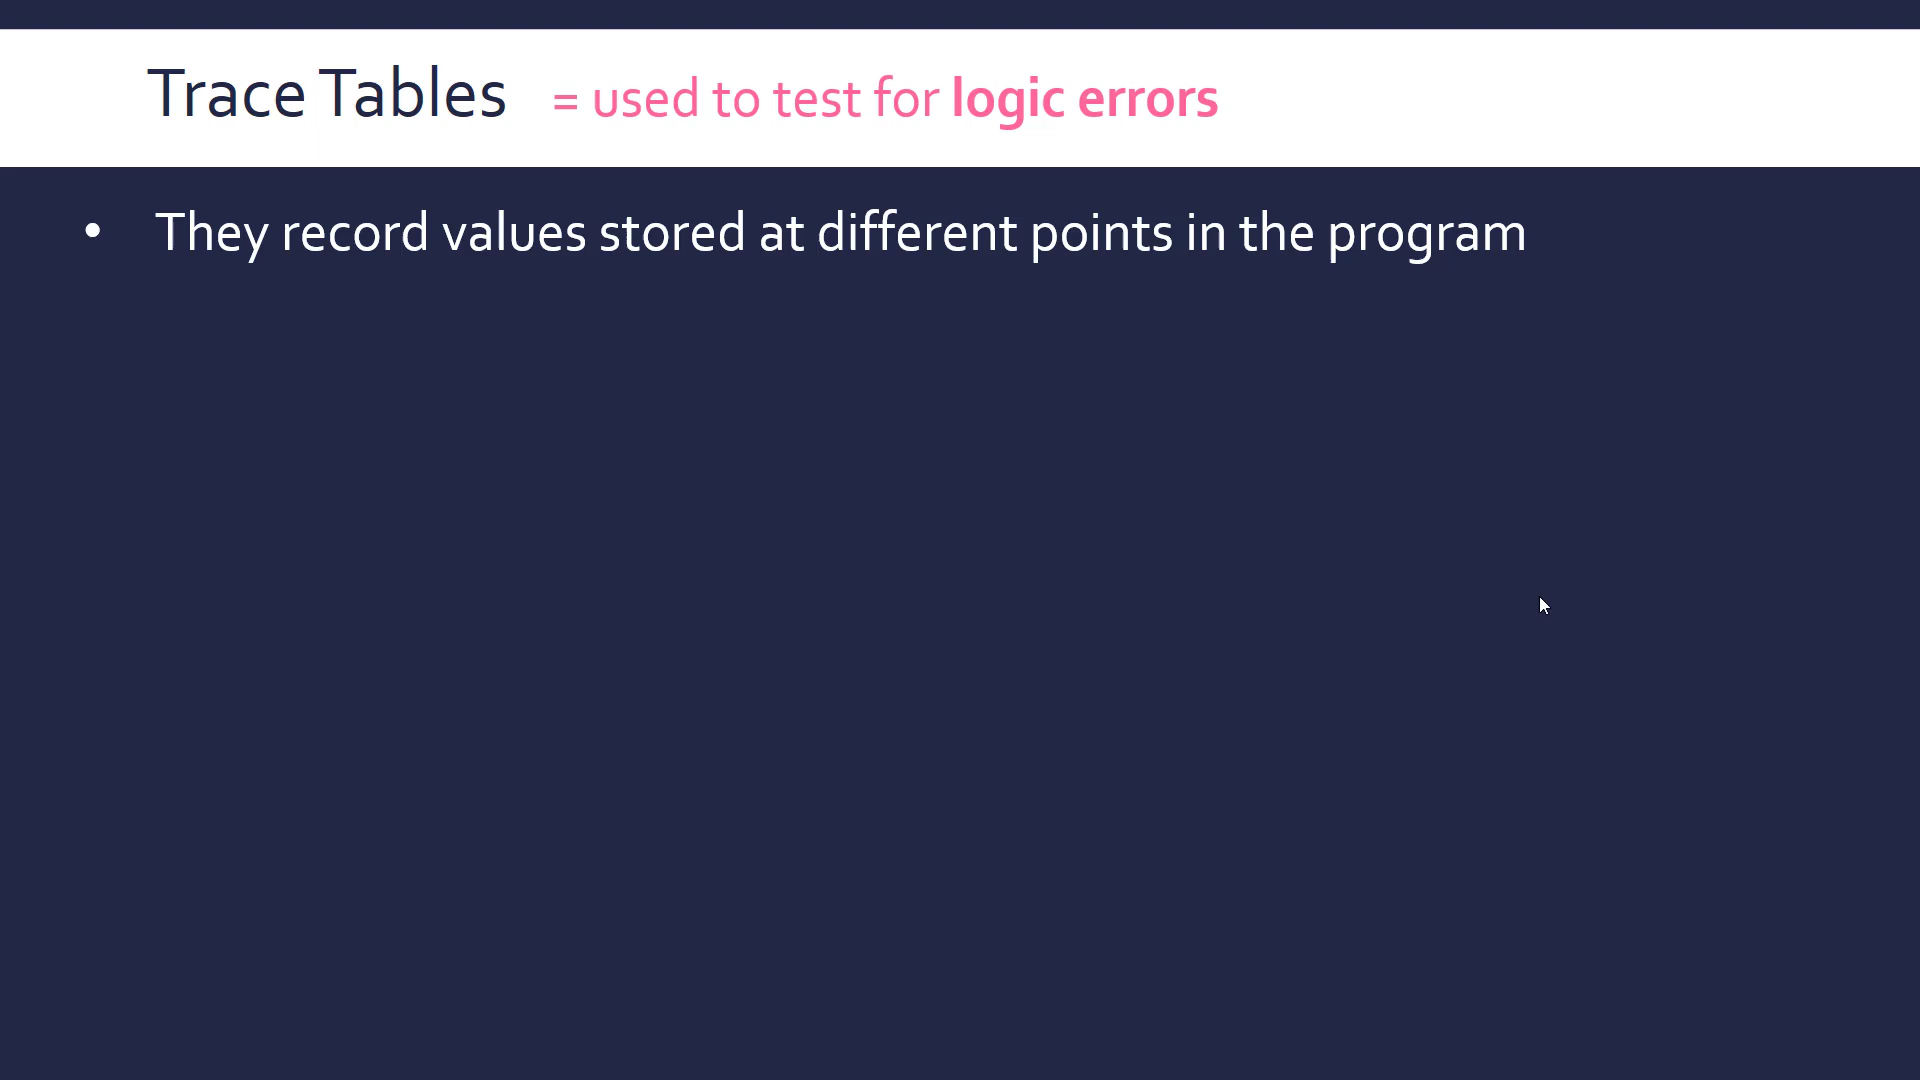 Trace Tables = used to test for logic errors
• They record values stored at different points in the program